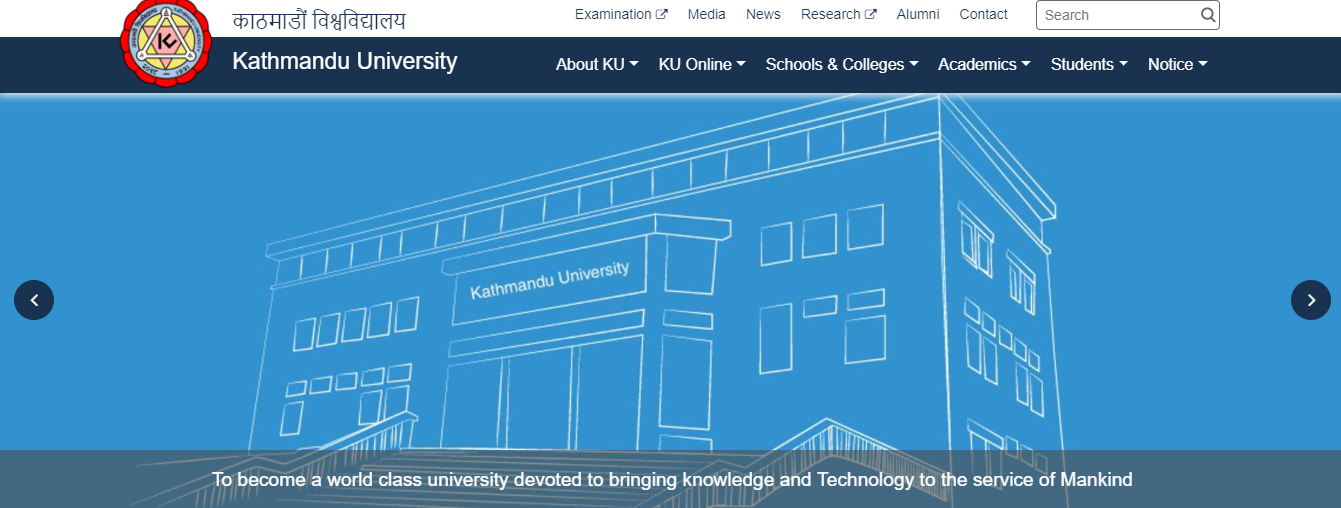 काठमाडौं विश्वविद्यालय
Examination Media News Research Alumni Contact Search
Kathmandu University
About KU KU Online Schools & Colleges Academics Students Notice
Kathmandu University
To become a world class university devoted to bringing knowledge and Technology to the service of Mankind